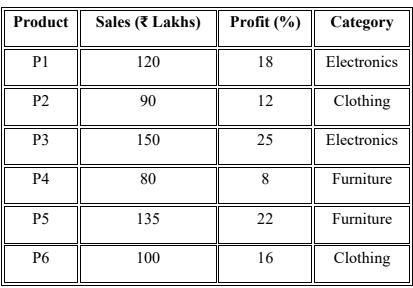 Product Sales (₹ Lakhs) Profit (%) Category
P1 120 18 Electronics
P2 90 12 Clothing
P3 150 25 Electronics
P4 80 8 Furniture
P5 135 22 Furniture
P6 100 16 Clothing